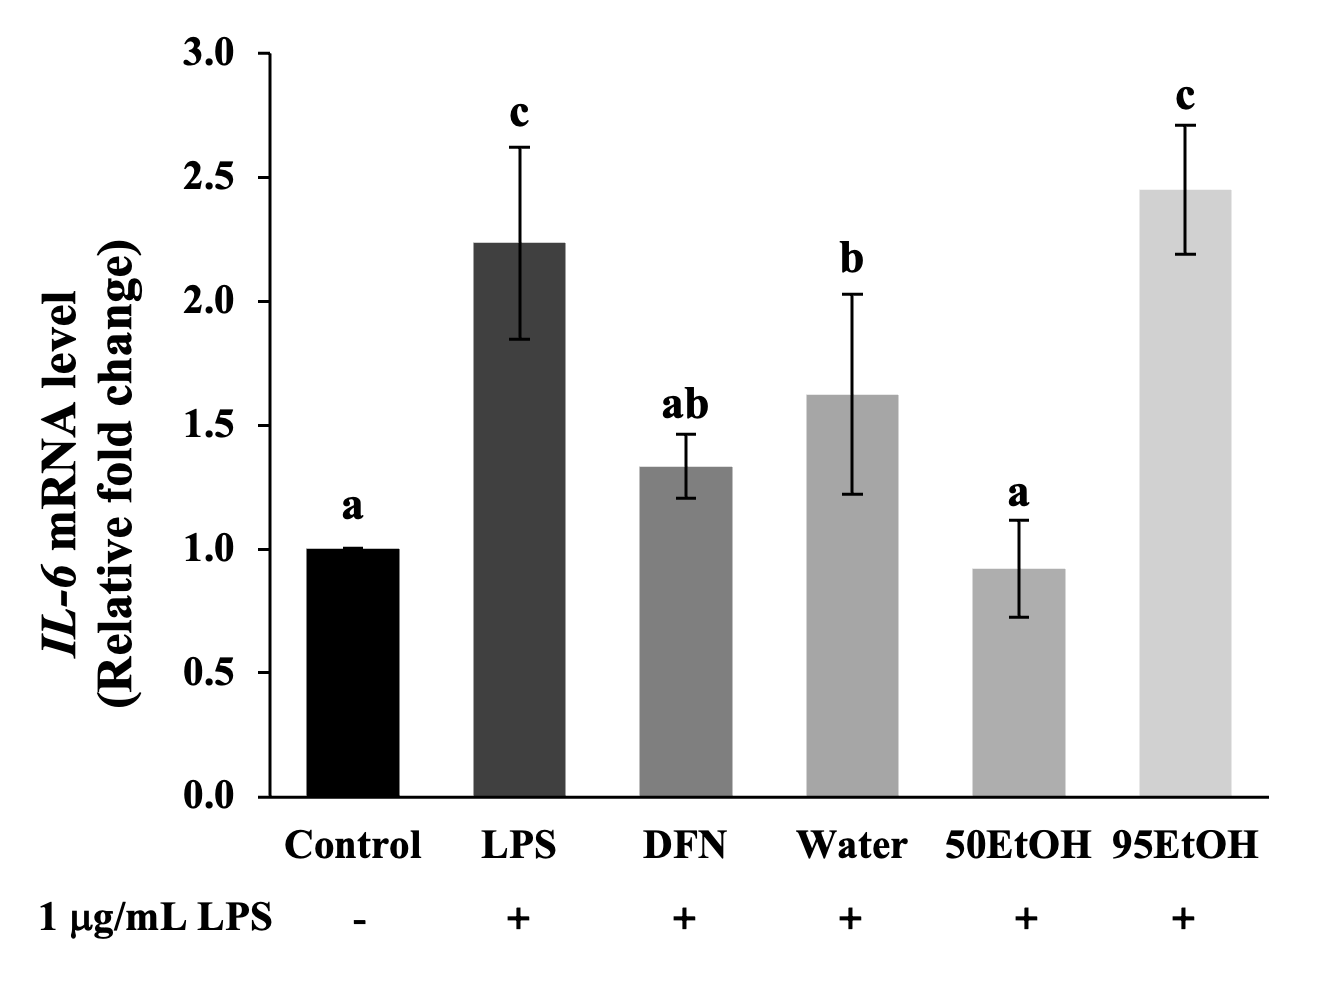 3.0
2.5
2.0
1.5
1.0
0.5
0.0
IL-6 mRNA level
(Relative fold change)
a
c
ab
b
a
c
Control LPS DFN Water 50EtOH 95EtOH
1 μg/mL LPS - + + + + +